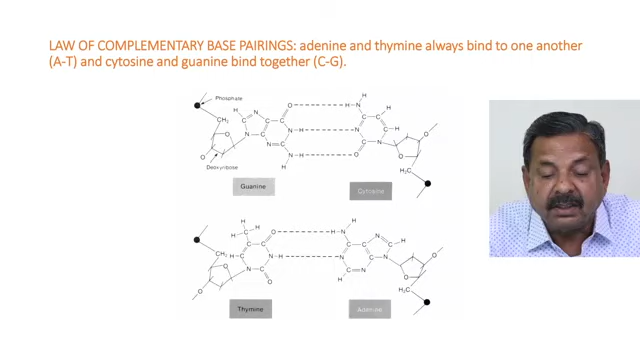 LAW OF COMPLEMENTARY BASE PAIRINGS: adenine and thymine always bind to one another
(A-T) and cytosine and guanine bind together (C-G).
Phosphate
Deoxyribose
Guanine
Cytosine
Thymine
Adenine